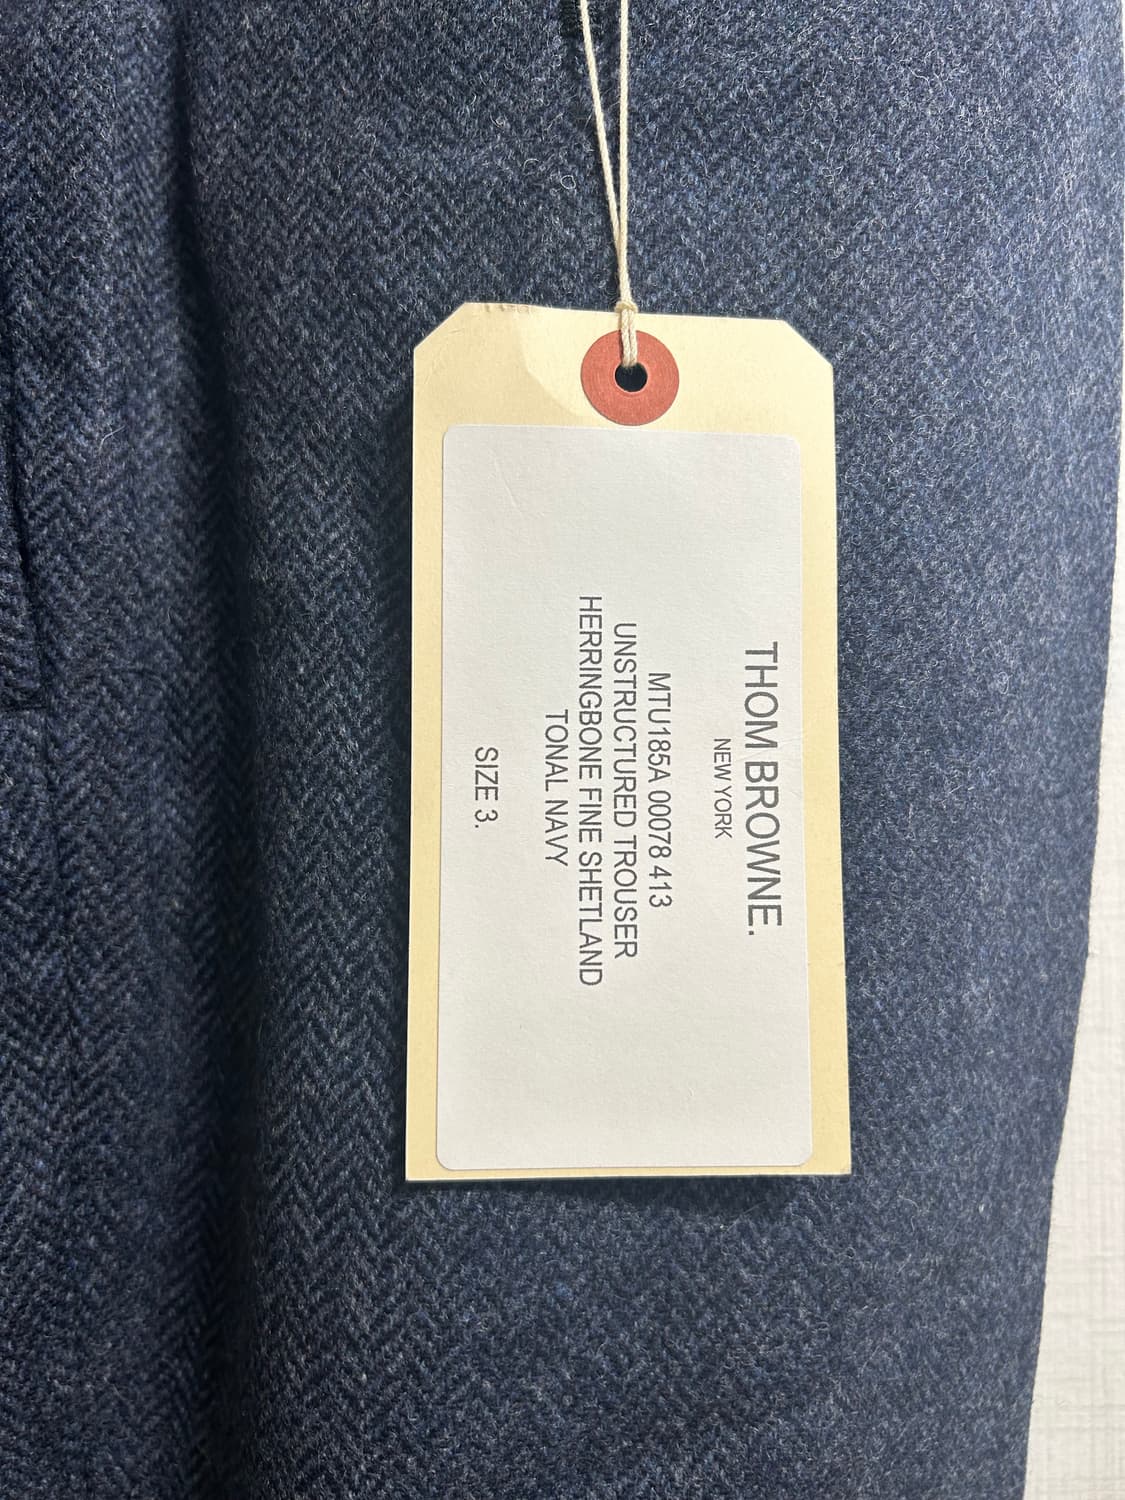 THOM BROWNE.
NEW YORK
MTU185A 00078 413
UNSTRUCTURED TROUSER
HERRINGBONE FINE SHETLAND
TONAL NAVY
SIZE 3.